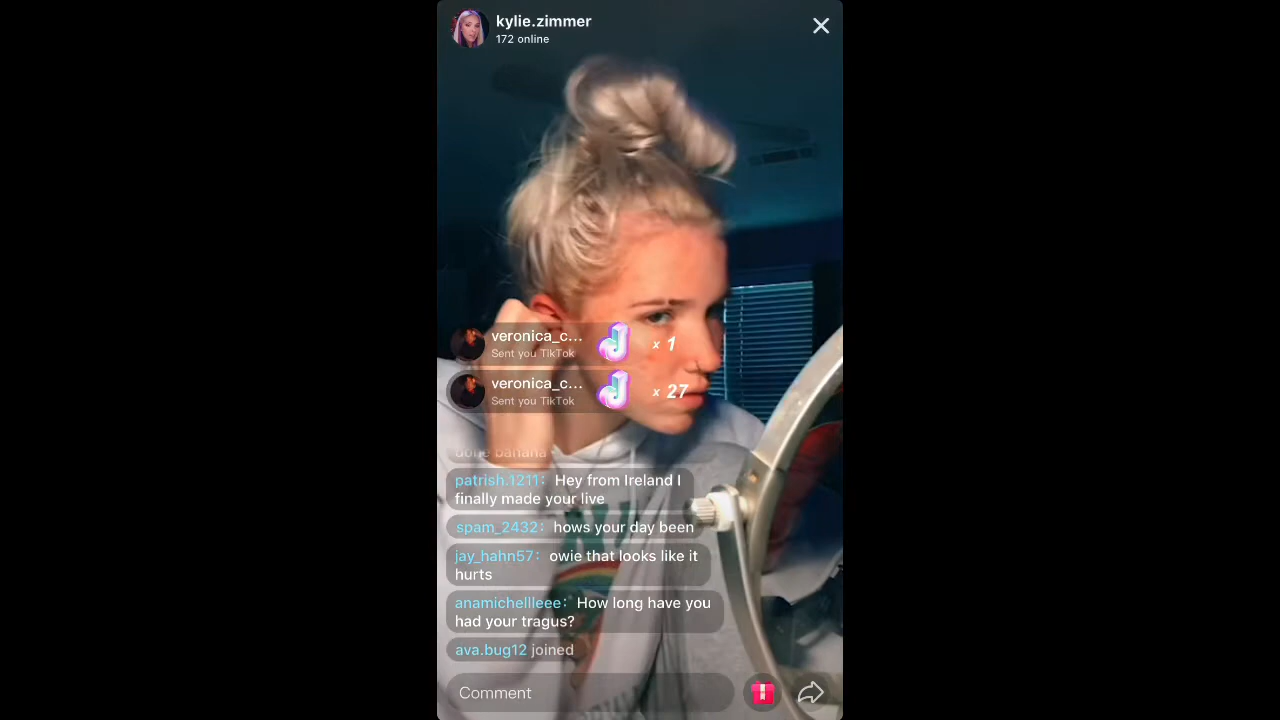 kylie.zimmer
172 online
veronica_c...
Sent you TikTok
x 1
veronica_c...
Sent you TikTok
x 27
done banana
patrish.1211: Hey from Ireland I
finally made your live
spam_2432: hows your day been
jay_hahn57: owie that looks like it
hurts
anamichellleee: How long have you
had your tragus?
ava.bug12 joined
Comment